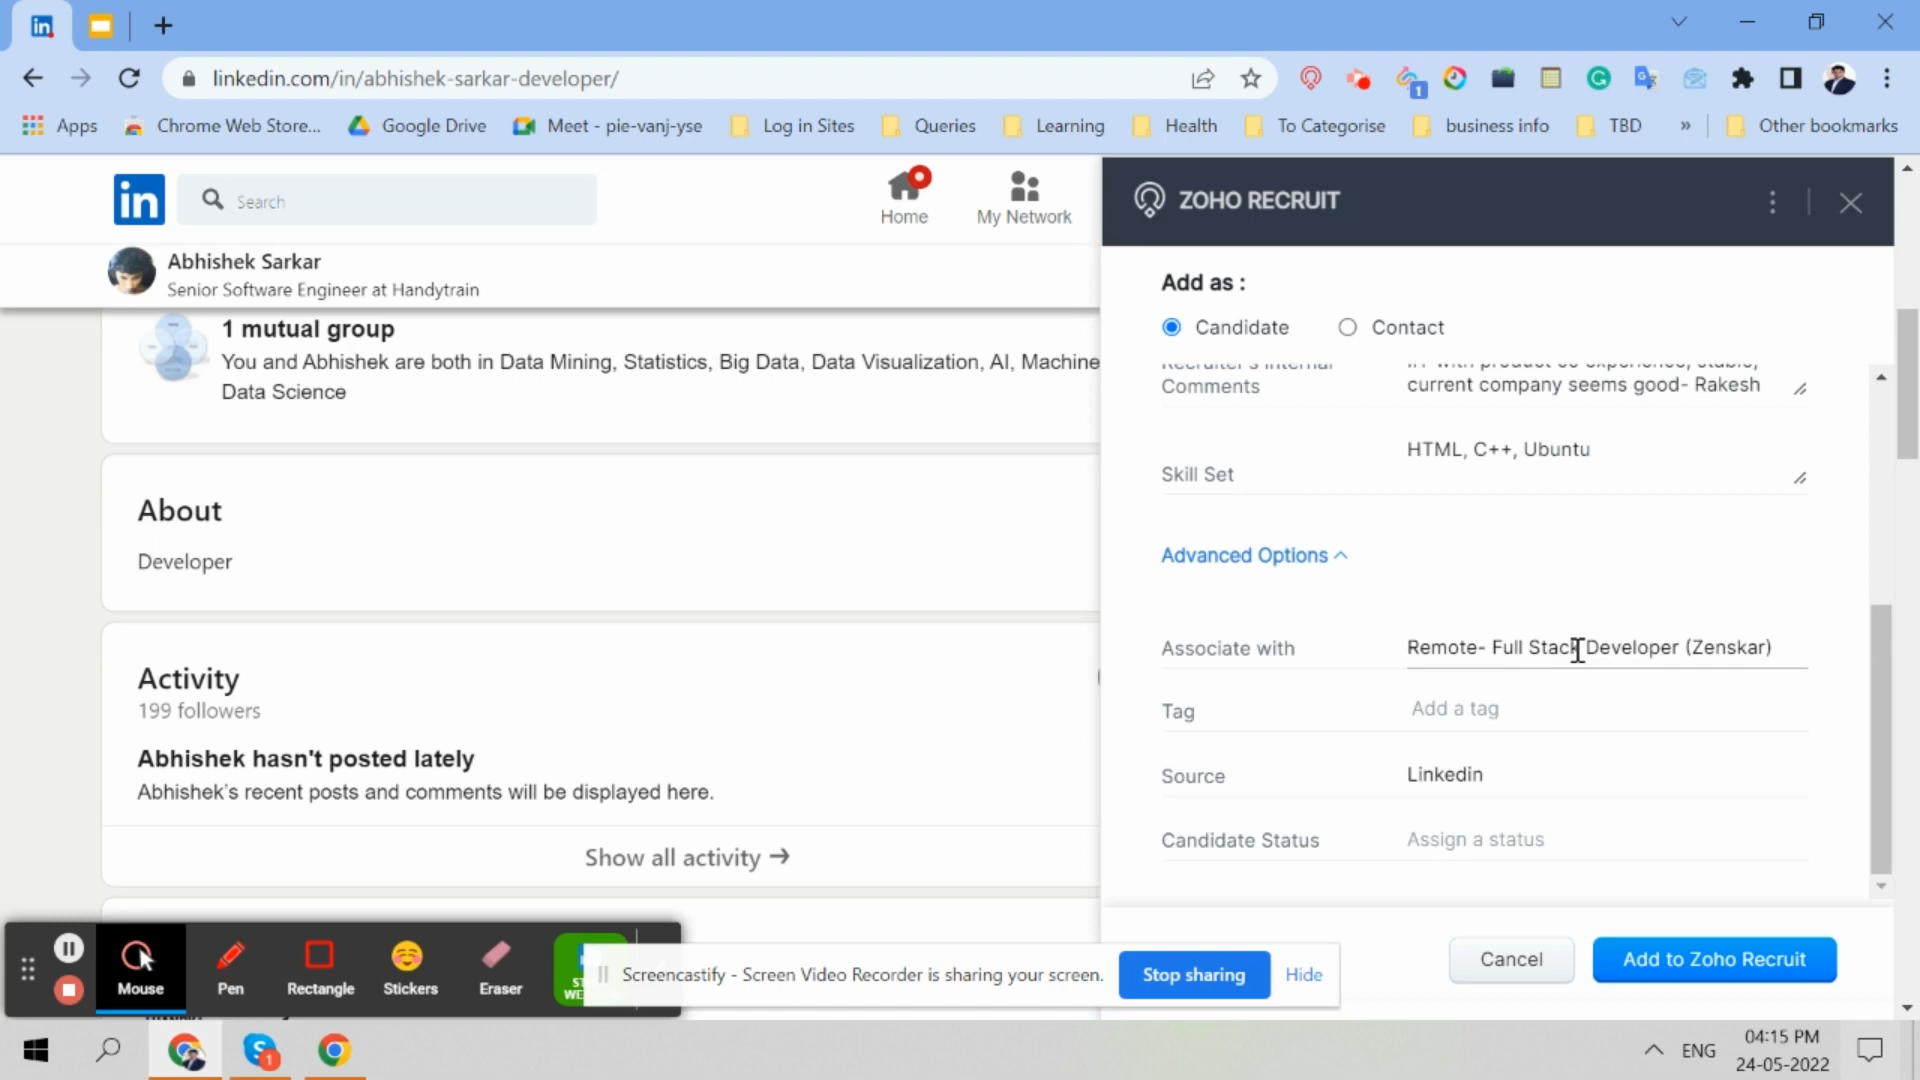 linkedin.com/in/abhishek-sarkar-developer/
1
Apps
Chrome Web Store...
Google Drive
Meet - pie-vanj-yse
Log in Sites
Queries
Learning
Health
To Categorise
business info
TBD
»
Other bookmarks
in
Search
Home
My Network
ZOHO RECRUIT
Abhishek Sarkar
Senior Software Engineer at Handytrain
1 mutual group
You and Abhishek are both in Data Mining, Statistics, Big Data, Data Visualization, AI, Machine
Data Science
About
Developer
Activity
199 followers
Abhishek hasn't posted lately
Abhishek's recent posts and comments will be displayed here.
Show all activity →
Add as :
Candidate
Contact
Recruiter's Internal
Comments
current company seems good- Rakesh
Skill Set
HTML, C++, Ubuntu
Advanced Options
Associate with
Remote- Full Stack Developer (Zenskar)
Tag
Add a tag
Source
Linkedin
Candidate Status
Assign a status
Cancel
Add to Zoho Recruit
Mouse
Pen
Rectangle
Stickers
Eraser
Screencastify - Screen Video Recorder is sharing your screen.
Stop sharing
Hide
1
ENG
04:15 PM
24-05-2022